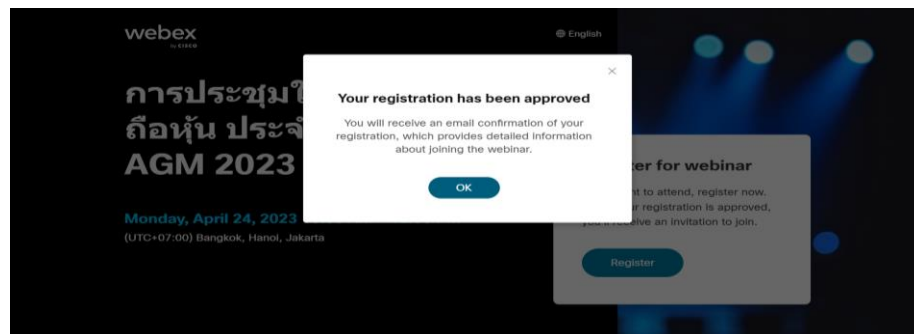 webex
by CISCO
English
การประชุมใ
ถือหุ้น ประจำ
AGM 2023
Monday, April 24, 2023
(UTC+07:00) Bangkok, Hanoi, Jakarta
Your registration has been approved
You will receive an email confirmation of your
registration, which provides detailed information
about joining the webinar.
OK
er for webinar
nt to attend, register now.
ur registration is approved,
you'll receive an invitation to join.
Register